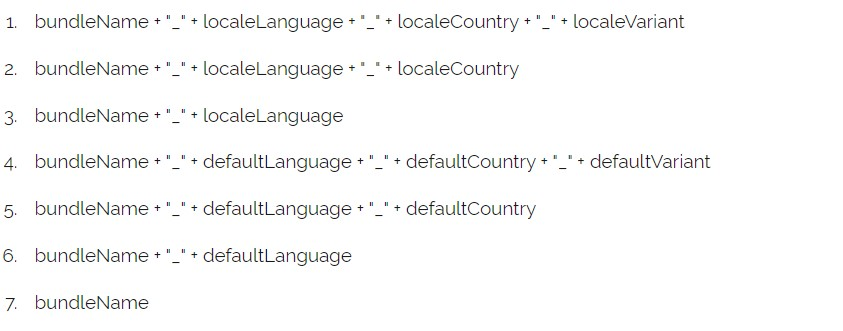 1. bundleName + "_" + localeLanguage + "_" + localeCountry + "_" + localeVariant
2. bundleName + "_" + localeLanguage + "_" + localeCountry
3. bundleName + "_" + localeLanguage
4. bundleName + "_" + defaultLanguage + "_" + defaultCountry + "_" + defaultVariant
5. bundleName + "_" + defaultLanguage + "_" + defaultCountry
6. bundleName + "_" + defaultLanguage
7. bundleName